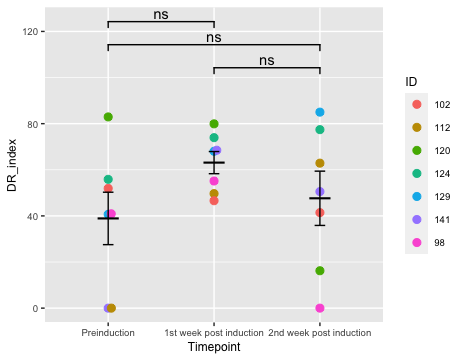 ns
ns
ns
120
80
40
0
DR_index
Preinduction 1st week post induction 2nd week post induction
Timepoint
ID
102
112
120
124
129
141
98